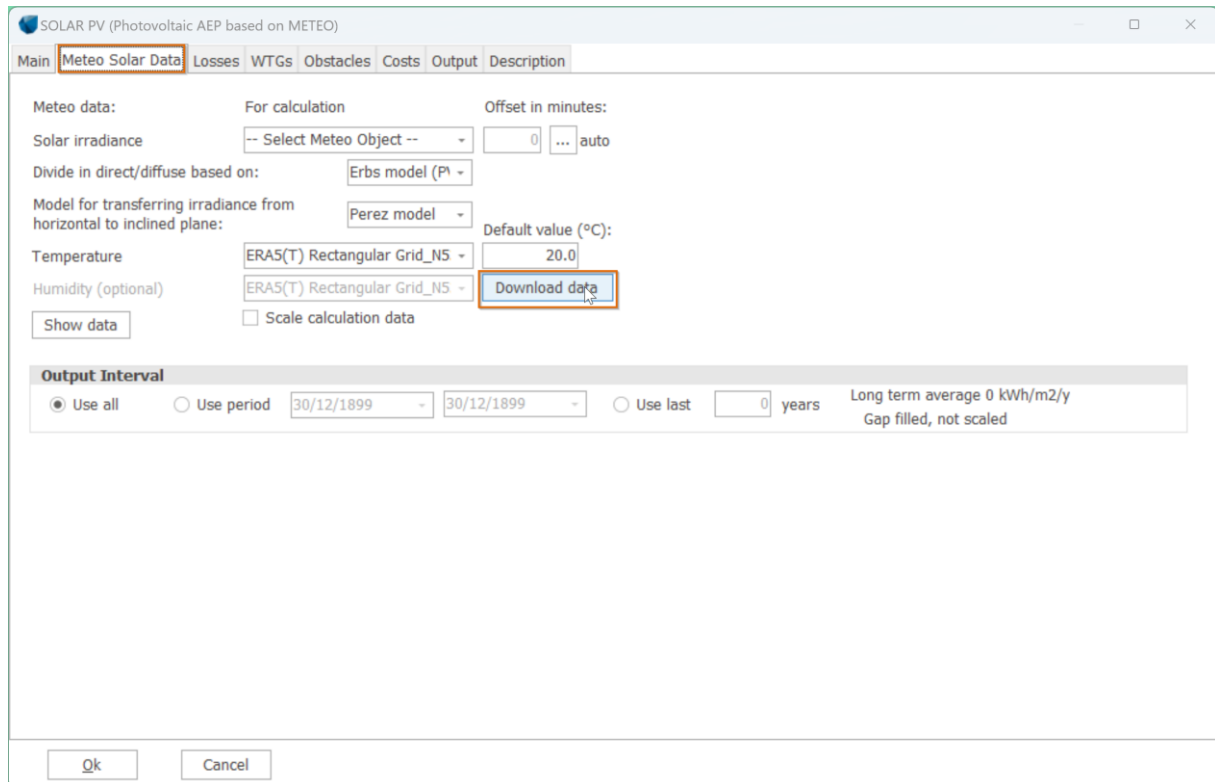 SOLAR PV (Photovoltaic AEP based on METEO)
Main Meteo Solar Data Losses WTGs Obstacles Costs Output Description
Meteo data: For calculation Offset in minutes:
Solar irradiance -- Select Meteo Object -- 0 ... auto
Divide in direct/diffuse based on: Erbs model (P
Model for transferring irradiance from
horizontal to inclined plane: Perez model
Default value (°C):
Temperature ERA5(T) Rectangular Grid_N5 20.0
Humidity (optional) ERA5(T) Rectangular Grid_N5 Download data
Show data Scale calculation data
Output Interval
Use all Use period 30/12/1899 30/12/1899 Use last 0 years Long term average 0 kWh/m2/y
Gap filled, not scaled
Ok Cancel